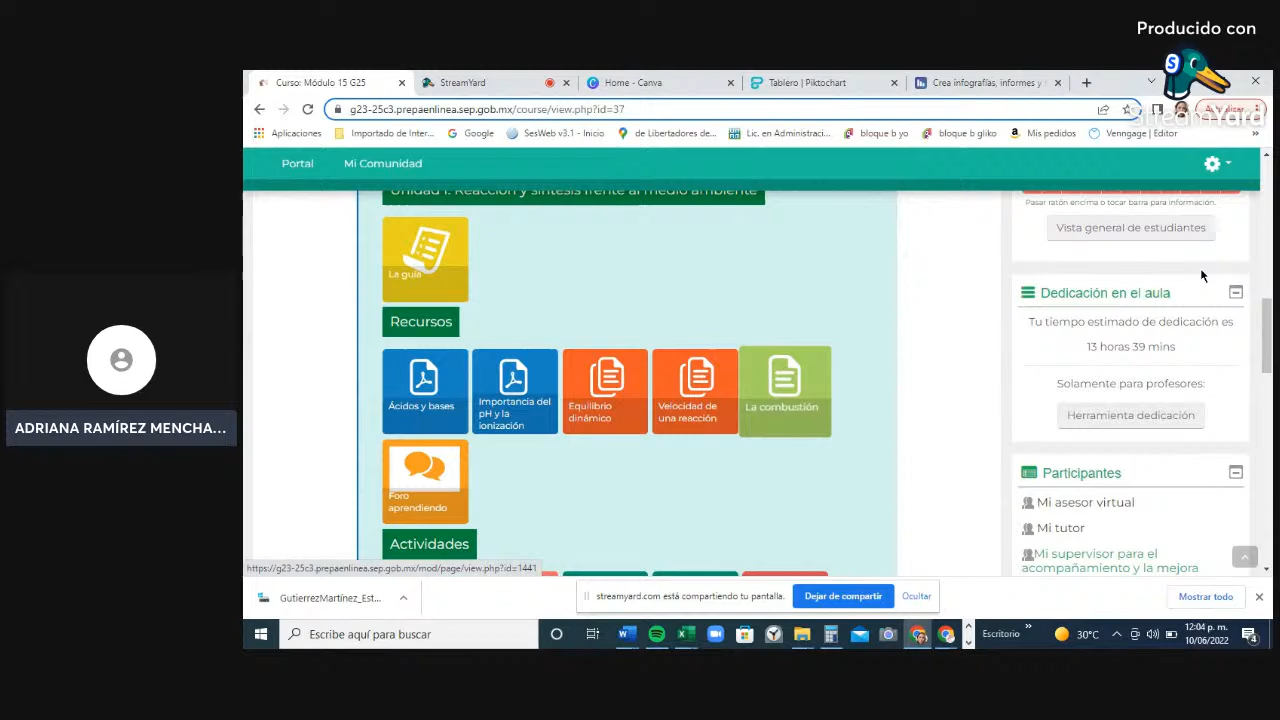 Producido con
StreamYard
Curso: Módulo 15 G25
StreamYard
Home - Canva
Tablero | Piktochart
Crea infografías, informes y
g23-25c3.prepaenlinea.sep.gob.mx/course/view.php?id=37
Actualizar
Aplicaciones
Importado de Inter...
Google
SesWeb v3.1 - Inicio
de Libertadores de...
Lic. en Administraci...
bloque b yo
bloque b gliko
Mis pedidos
Venngage | Editor
Portal
Mi Comunidad
Unidad I. Reacción y síntesis frente al medio ambiente
La guía
Recursos
Ácidos y bases
Importancia del
pH y la
ionización
Equilibrio
dinámico
Velocidad de
una reacción
La combustión
Foro
aprendiendo
Actividades
Pasar ratón encima o tocar barra para información.
Vista general de estudiantes
Dedicación en el aula
Tu tiempo estimado de dedicación es
13 horas 39 mins
Solamente para profesores:
Herramienta dedicación
Participantes
Mi asesor virtual
Mi tutor
Mi supervisor para el
acompañamiento y la mejora
ADRIANA RAMÍREZ MENCHA...
https://g23-25c3.prepaenlinea.sep.gob.mx/mod/page/view.php?id=1441
GutierrezMartínez_Est...
streamyard.com está compartiendo tu pantalla.
Dejar de compartir
Ocultar
Mostrar todo
Escribe aquí para buscar
Escritorio
30°C
12:04 p. m.
10/06/2022
4